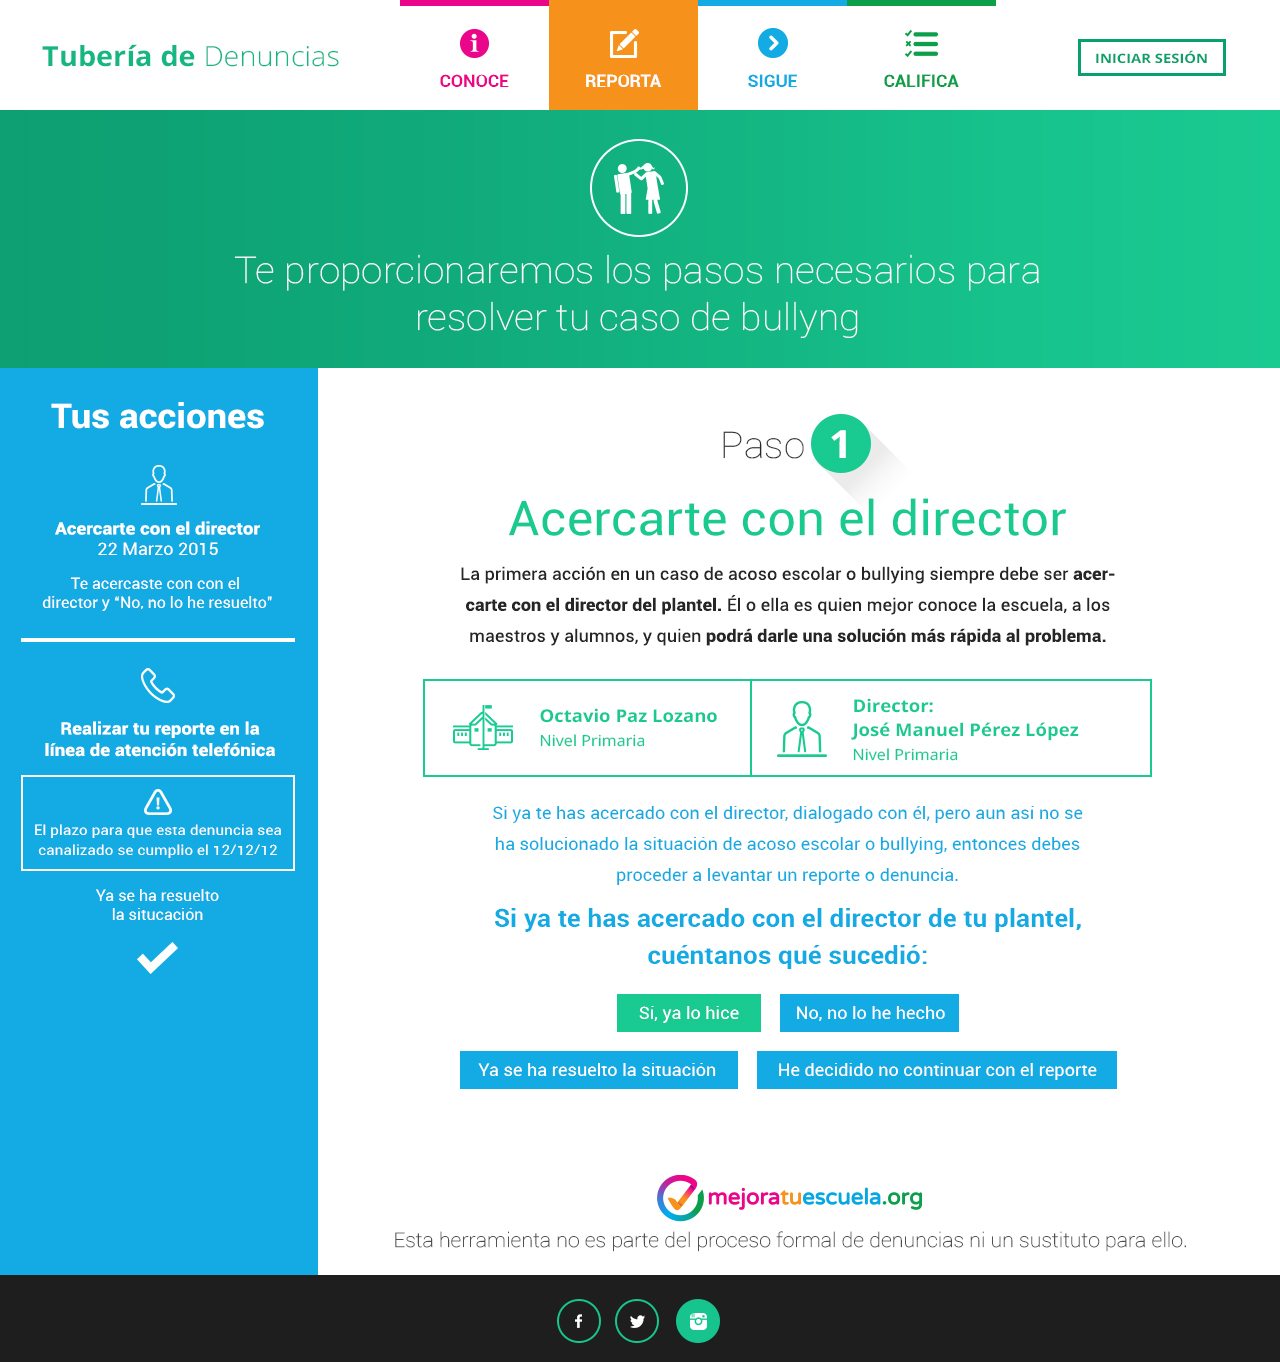 Tubería de Denuncias
CONOCE
REPORTA
SIGUE
CALIFICA
INICIAR SESIÓN
Te proporcionaremos los pasos necesarios para
resolver tu caso de bullyng
Tus acciones
Acercarte con el director
22 Marzo 2015
Te acercaste con con el
director y “No, no lo he resuelto”
Realizar tu reporte en la
línea de atención telefónica
El plazo para que esta denuncia sea
canalizado se cumplio el 12/12/12
Ya se ha resuelto
la situcación
Paso 1
Acercarte con el director
La primera acción en un caso de acoso escolar o bullying siempre debe ser acer-
carte con el director del plantel. Él o ella es quien mejor conoce la escuela, a los
maestros y alumnos, y quien podrá darle una solución más rápida al problema.
Octavio Paz Lozano
Nivel Primaria
Director:
José Manuel Pérez López
Nivel Primaria
Si ya te has acercado con el director, dialogado con él, pero aun asi no se
ha solucionado la situación de acoso escolar o bullying, entonces debes
proceder a levantar un reporte o denuncia.
Si ya te has acercado con el director de tu plantel,
cuéntanos qué sucedió:
Sí, ya lo hice
No, no lo he hecho
Ya se ha resuelto la situación
He decidido no continuar con el reporte
mejoratuescuela.org
Esta herramienta no es parte del proceso formal de denuncias ni un sustituto para ello.